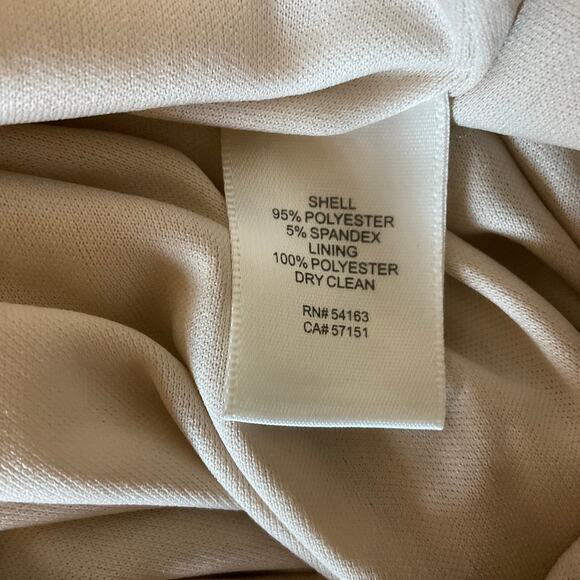 SHELL
95% POLYESTER
5% SPANDEX
LINING
100% POLYESTER
DRY CLEAN
RN# 54163
CA# 57151